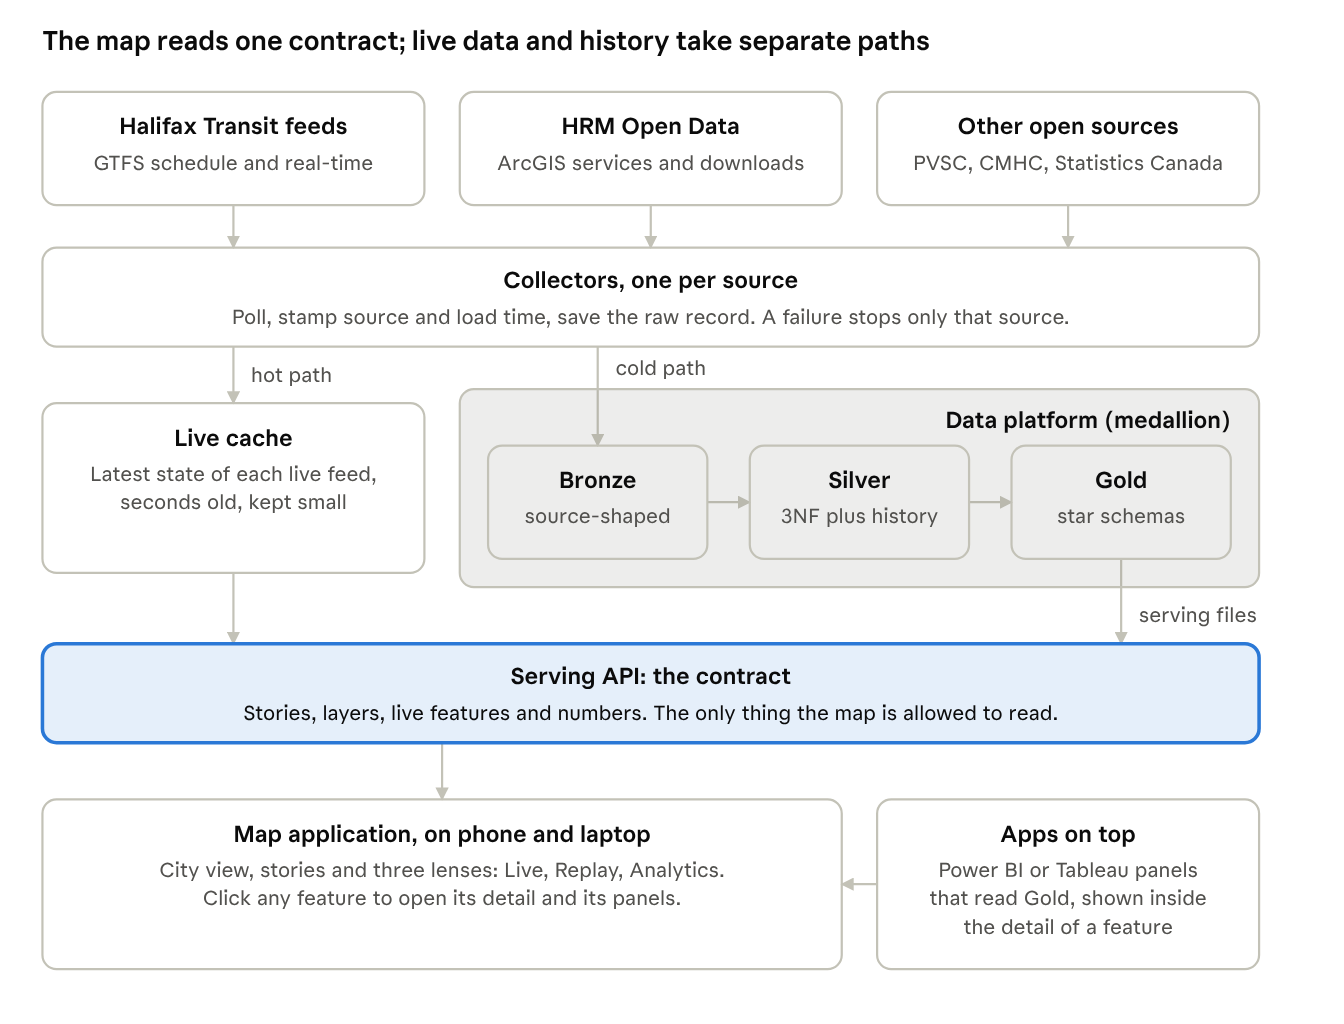 The map reads one contract; live data and history take separate paths
Halifax Transit feeds
GTFS schedule and real-time
HRM Open Data
ArcGIS services and downloads
Other open sources
PVSC, CMHC, Statistics Canada
Collectors, one per source
Poll, stamp source and load time, save the raw record. A failure stops only that source.
hot path
cold path
Live cache
Latest state of each live feed,
seconds old, kept small
Data platform (medallion)
Bronze
source-shaped
Silver
3NF plus history
Gold
star schemas
serving files
Serving API: the contract
Stories, layers, live features and numbers. The only thing the map is allowed to read.
Map application, on phone and laptop
City view, stories and three lenses: Live, Replay, Analytics.
Click any feature to open its detail and its panels.
Apps on top
Power BI or Tableau panels
that read Gold, shown inside
the detail of a feature